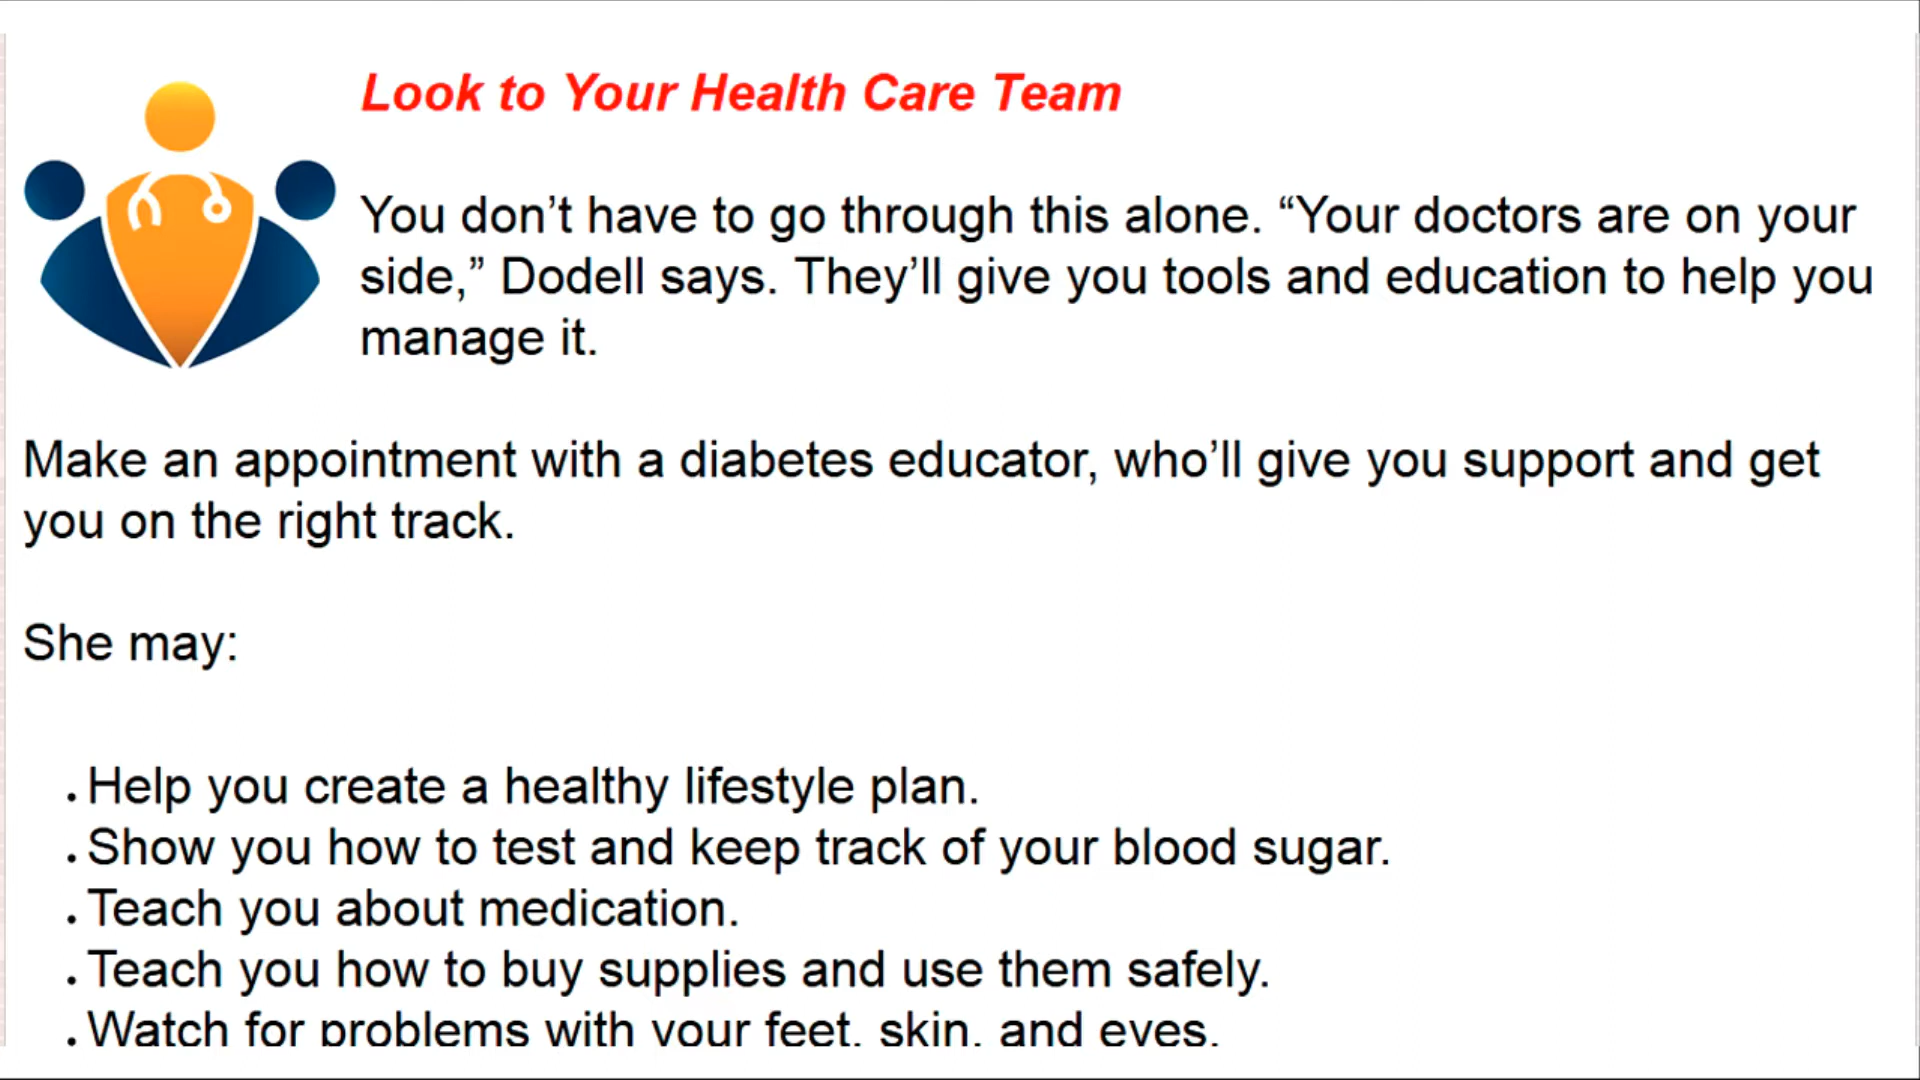 Look to Your Health Care Team
You don’t have to go through this alone. “Your doctors are on your
side,” Dodell says. They’ll give you tools and education to help you
manage it.
Make an appointment with a diabetes educator, who’ll give you support and get
you on the right track.
She may:
• Help you create a healthy lifestyle plan.
• Show you how to test and keep track of your blood sugar.
• Teach you about medication.
• Teach you how to buy supplies and use them safely.
• Watch for problems with your feet, skin, and eyes.